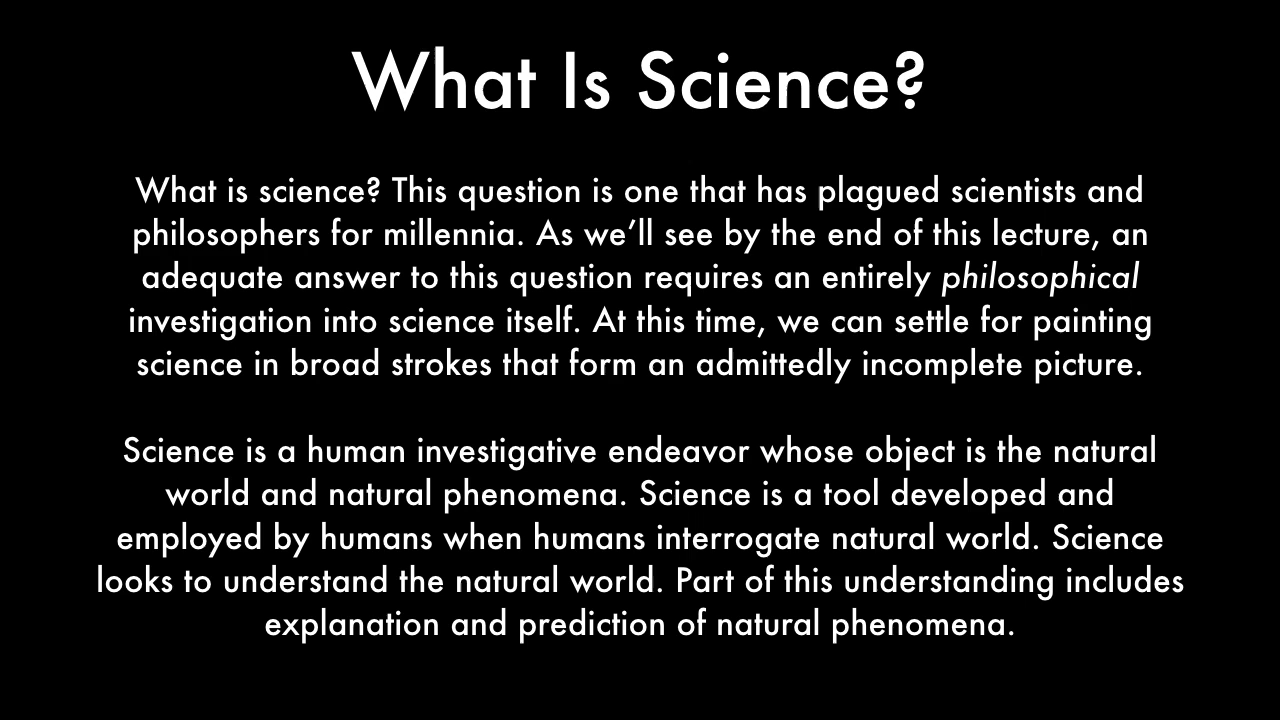 What Is Science?
What is science? This question is one that has plagued scientists and
philosophers for millennia. As we’ll see by the end of this lecture, an
adequate answer to this question requires an entirely philosophical
investigation into science itself. At this time, we can settle for painting
science in broad strokes that form an admittedly incomplete picture.
Science is a human investigative endeavor whose object is the natural
world and natural phenomena. Science is a tool developed and
employed by humans when humans interrogate natural world. Science
looks to understand the natural world. Part of this understanding includes
explanation and prediction of natural phenomena.